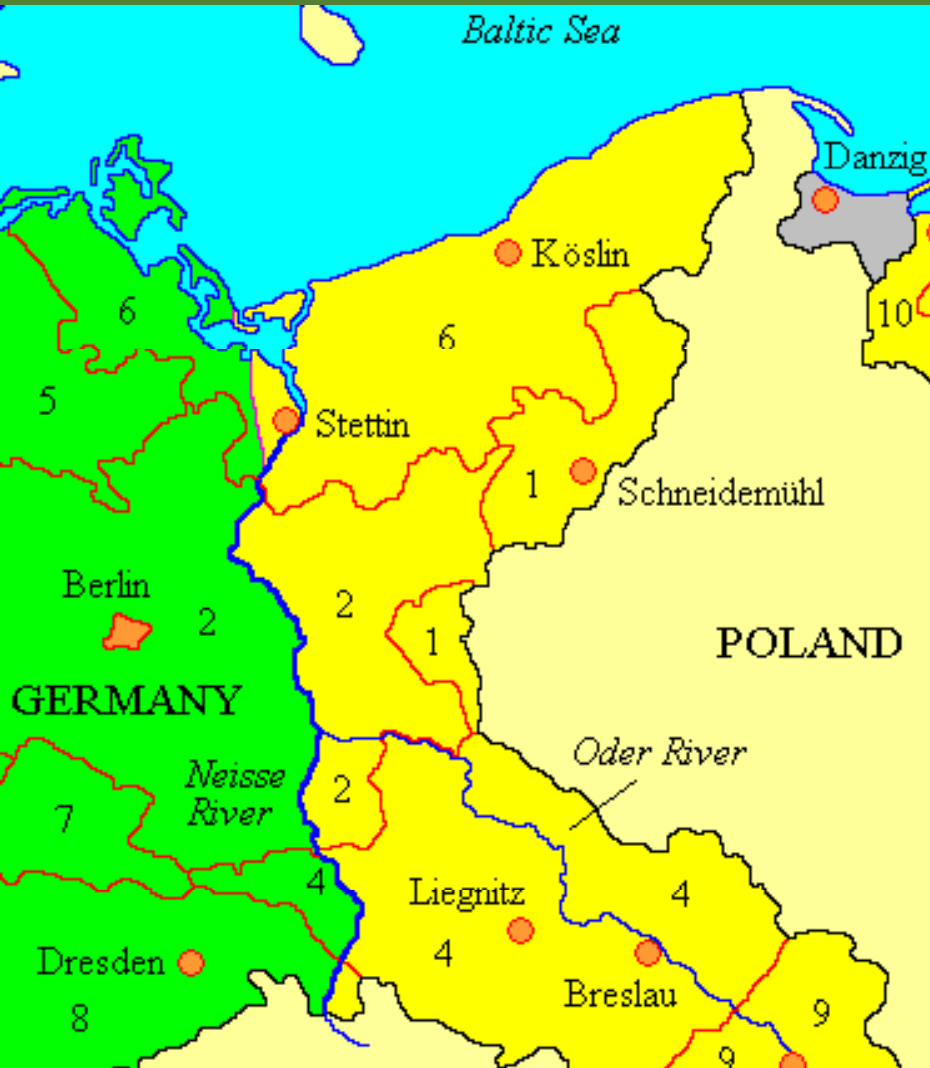 Baltic Sea
Danzig
Köslin
6
10
6
5
Stettin
1
Schneidemühl
Berlin
2
2
1
POLAND
GERMANY
Oder River
Neisse
River
2
7
4
Liegnitz
4
4
Dresden
Breslau
8
9
9